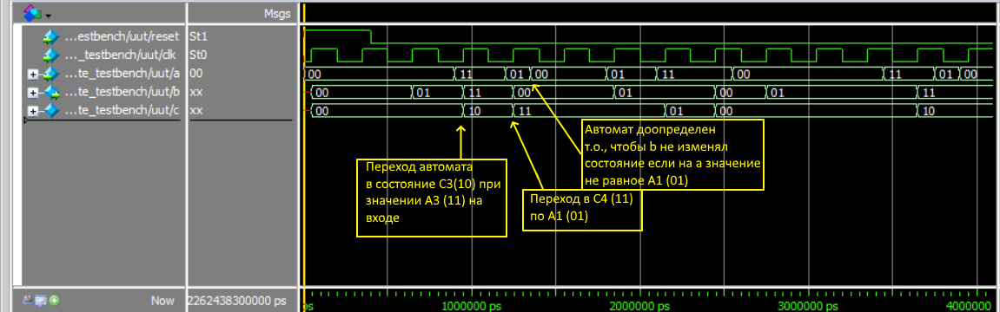 Msgs
...estbench/uut/reset St1
..._testbench/uut/clk St0
...te_testbench/uut/a 00 00 11 01 00 01 11 00 11 01 00
...te_testbench/uut/b xx 00 01 11 00 01 00 01 11
...te_testbench/uut/c xx 00 10 11 01 00 10
Автомат доопределен
т.о., чтобы b не изменял
состояние если на а значение
не равное A1 (01)
Переход автомата
в состояние C3(10) при
значении A3 (11) на
входе
Переход в C4 (11)
по A1 (01)
Now 2262438300000 ps ps 1000000 ps 2000000 ps 3000000 ps 4000000